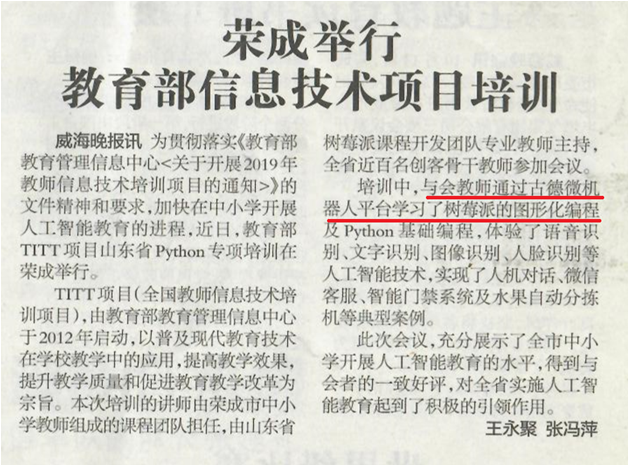 荣成举行
教育部信息技术项目培训
威海晚报讯 为贯彻落实《教育部
教育管理信息中心<关于开展2019年
教师信息技术培训项目的通知>》的
文件精神和要求，加快在中小学开展
人工智能教育的进程，近日，教育部
TITT项目山东省Python专项培训在
荣成举行。
TITT项目(全国教师信息技术培
训项目)，由教育部教育管理信息中心
于2012年启动，以普及现代教育技术
在学校教学中的应用，提高教学效果，
提升教学质量和促进教育教学改革为
宗旨。本次培训的讲师由荣成市中小
学教师组成的课程团队担任，由山东省
树莓派课程开发团队专业教师主持，
全省近百名创客骨干教师参加会议。
培训中，与会教师通过古德微机
器人平台学习了树莓派的图形化编程
及Python基础编程，体验了语音识
别、文字识别、图像识别、人脸识别等
人工智能技术，实现了人机对话、微信
客服、智能门禁系统及水果自动分拣
机等典型案例。
此次会议，充分展示了全市中小
学开展人工智能教育的水平，得到与
会者的一致好评，对全省实施人工智
能教育起到了积极的引领作用。
王永聚 张冯萍